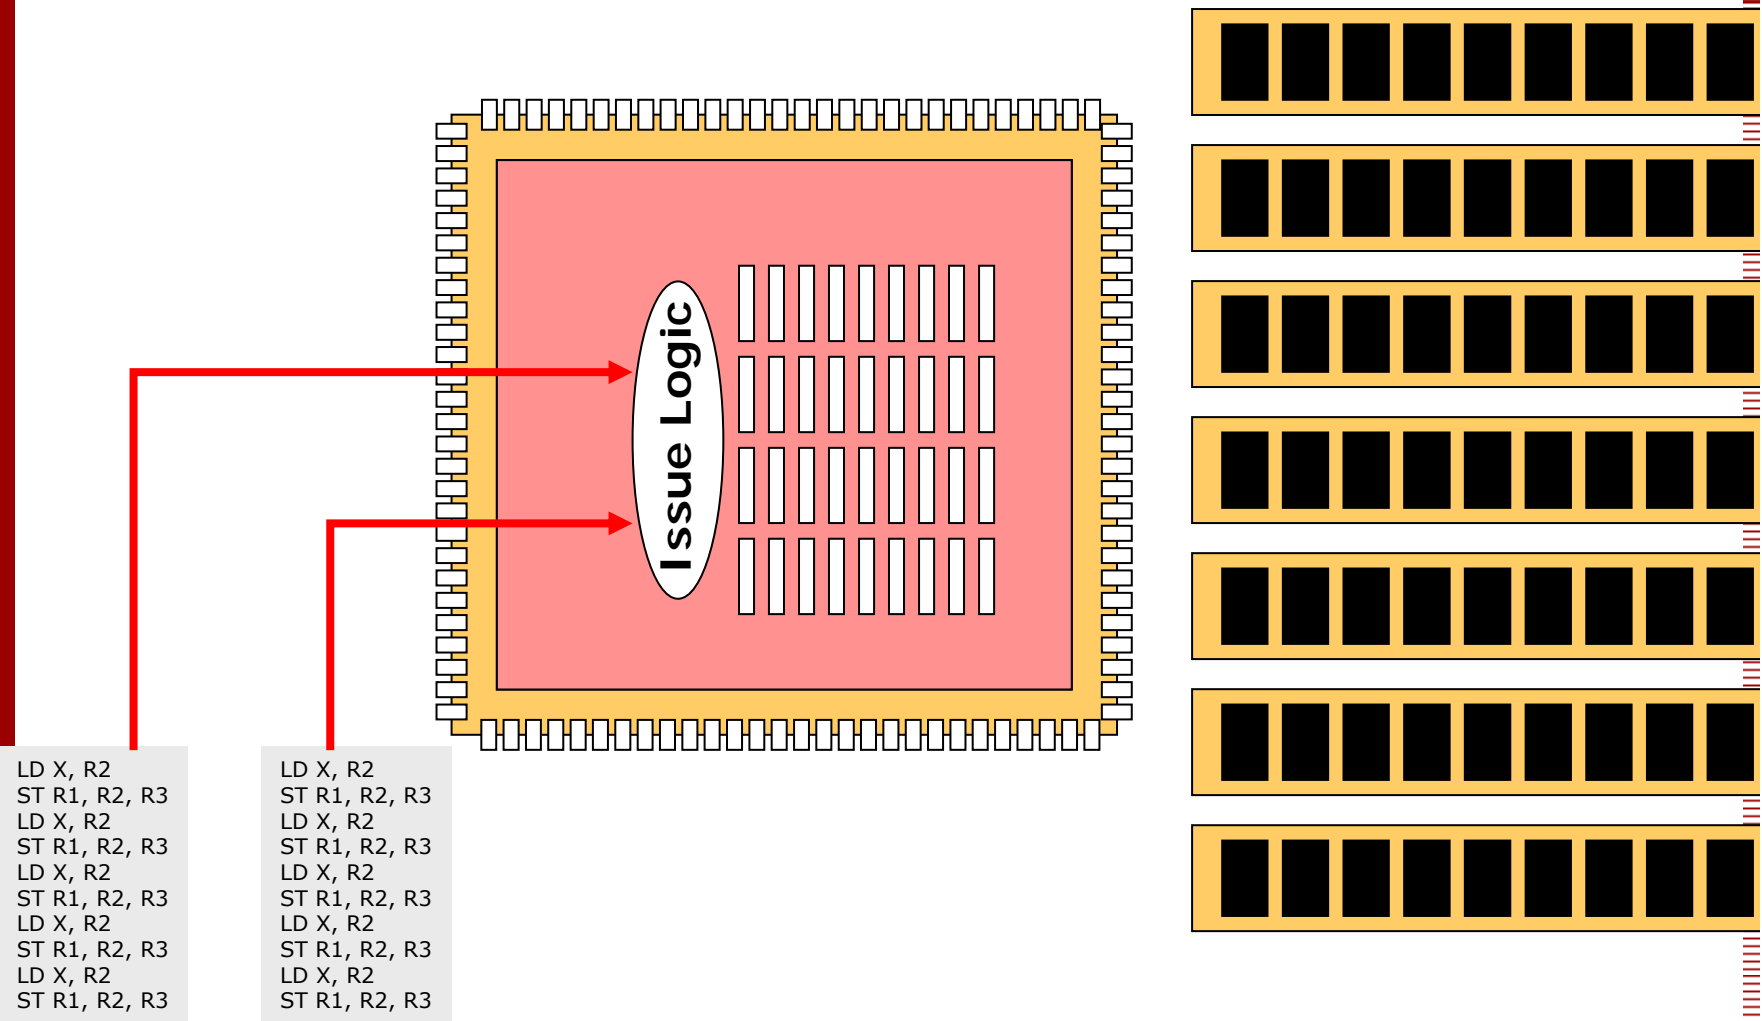 Issue Logic
LD X, R2
ST R1, R2, R3
LD X, R2
ST R1, R2, R3
LD X, R2
ST R1, R2, R3
LD X, R2
ST R1, R2, R3
LD X, R2
ST R1, R2, R3
LD X, R2
ST R1, R2, R3
LD X, R2
ST R1, R2, R3
LD X, R2
ST R1, R2, R3
LD X, R2
ST R1, R2, R3
LD X, R2
ST R1, R2, R3